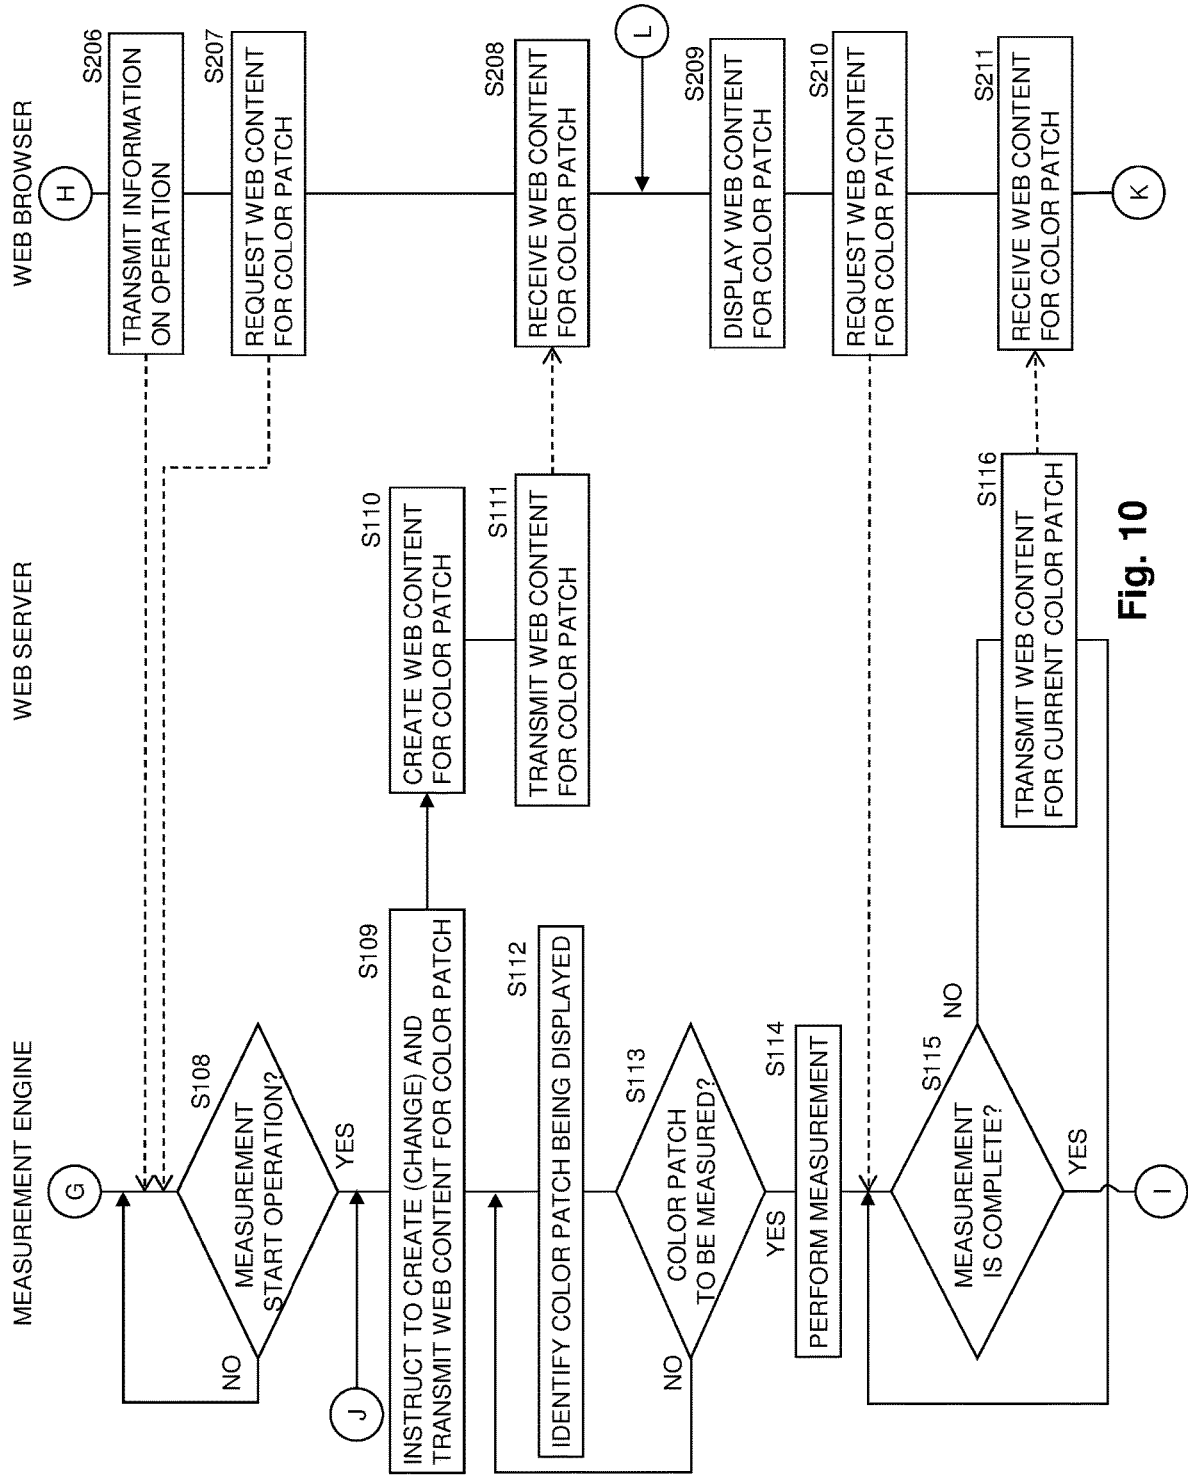 MEASUREMENT ENGINE
WEB SERVER
WEB BROWSER
G
H
S206
TRANSMIT INFORMATION
ON OPERATION
S207
REQUEST WEB CONTENT
FOR COLOR PATCH
S108
MEASUREMENT
START OPERATION?
NO
YES
J
S109
INSTRUCT TO CREATE (CHANGE) AND
TRANSMIT WEB CONTENT FOR COLOR PATCH
S110
CREATE WEB CONTENT
FOR COLOR PATCH
S111
TRANSMIT WEB CONTENT
FOR COLOR PATCH
S208
RECEIVE WEB CONTENT
FOR COLOR PATCH
L
S112
IDENTIFY COLOR PATCH BEING DISPLAYED
S113
COLOR PATCH
TO BE MEASURED?
NO
YES
S209
DISPLAY WEB CONTENT
FOR COLOR PATCH
S114
PERFORM MEASUREMENT
S210
REQUEST WEB CONTENT
FOR COLOR PATCH
S115
MEASUREMENT
IS COMPLETE?
NO
YES
S116
TRANSMIT WEB CONTENT
FOR CURRENT COLOR PATCH
S211
RECEIVE WEB CONTENT
FOR COLOR PATCH
I
K
Fig. 10